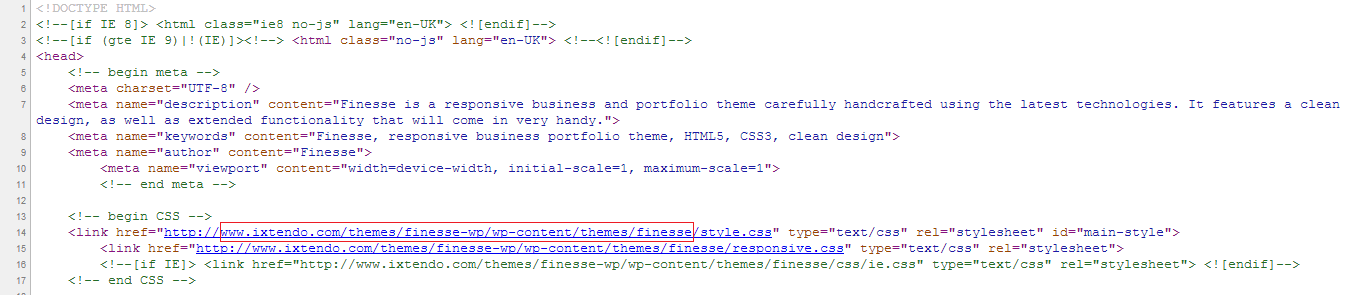 1 <!DOCTYPE HTML>
2 <!--[if IE 8]> <html class="ie8 no-js" lang="en-UK"> <![endif]-->
3 <!--[if (gte IE 9)|!(IE)]><!--> <html class="no-js" lang="en-UK"> <!--<![endif]-->
4 <head>
5 <!-- begin meta -->
6 <meta charset="UTF-8" />
7 <meta name="description" content="Finesse is a responsive business and portfolio theme carefully handcrafted using the latest technologies. It features a clean
design, as well as extended functionality that will come in very handy.">
8 <meta name="keywords" content="Finesse, responsive business portfolio theme, HTML5, CSS3, clean design">
9 <meta name="author" content="Finesse">
10 <meta name="viewport" content="width=device-width, initial-scale=1, maximum-scale=1">
11 <!-- end meta -->
12
13 <!-- begin CSS -->
14 <link href="http://www.ixtendo.com/themes/finesse-wp/wp-content/themes/finesse/style.css" type="text/css" rel="stylesheet" id="main-style">
15 <link href="http://www.ixtendo.com/themes/finesse-wp/wp-content/themes/finesse/responsive.css" type="text/css" rel="stylesheet">
16 <!--[if IE]> <link href="http://www.ixtendo.com/themes/finesse-wp/wp-content/themes/finesse/css/ie.css" type="text/css" rel="stylesheet"> <![endif]-->
17 <!-- end CSS -->